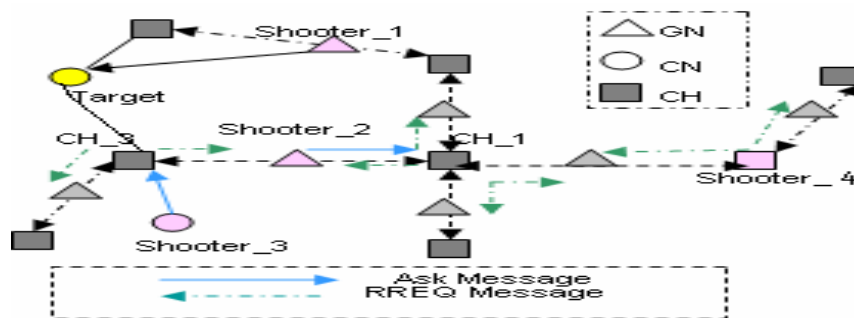 Shooter_1
GN
CN
CH
Target
CH_3
Shooter_2
CH_1
Shooter_ 4
Shooter_3
Ask Message
RREQ Message